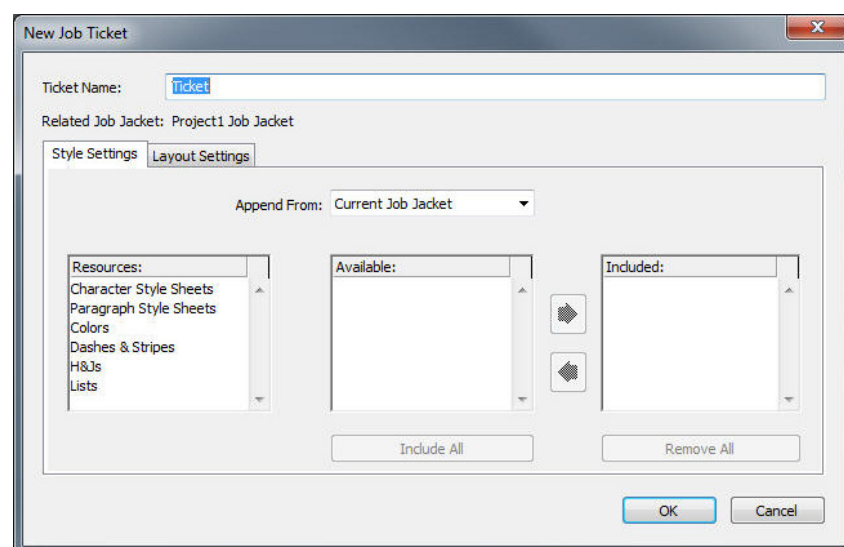 New Job Ticket
Ticket Name: Ticket
Related Job Jacket: Project1 Job Jacket
Style Settings Layout Settings
Append From: Current Job Jacket
Resources: Available: Included:
Character Style Sheets
Paragraph Style Sheets
Colors
Dashes & Stripes
H&Js
Lists
Include All Remove All
OK Cancel